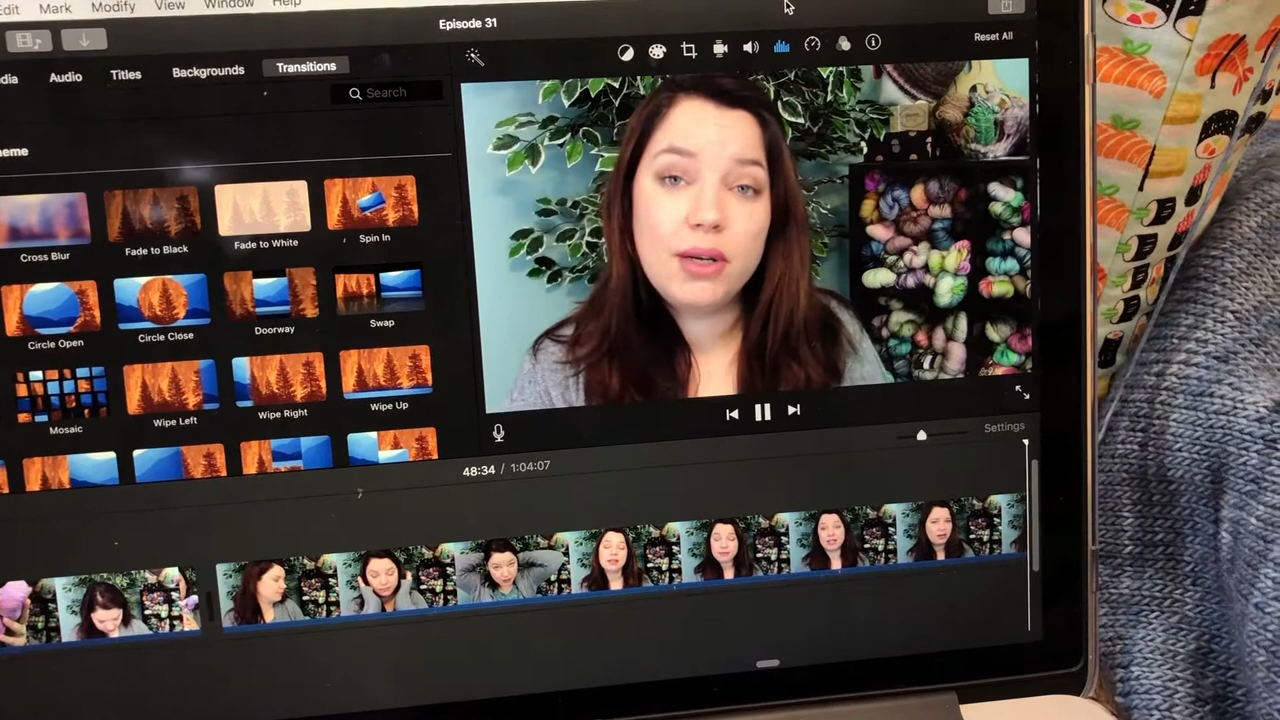 Edit Mark Modify View Window Help
Episode 31
Audio Titles Backgrounds Transitions
Reset All
Search
Cross Blur Fade to Black Fade to White Spin In
Circle Open Circle Close Doorway Swap
Mosaic Wipe Left Wipe Right Wipe Up
Settings
48:34 / 1:04:07